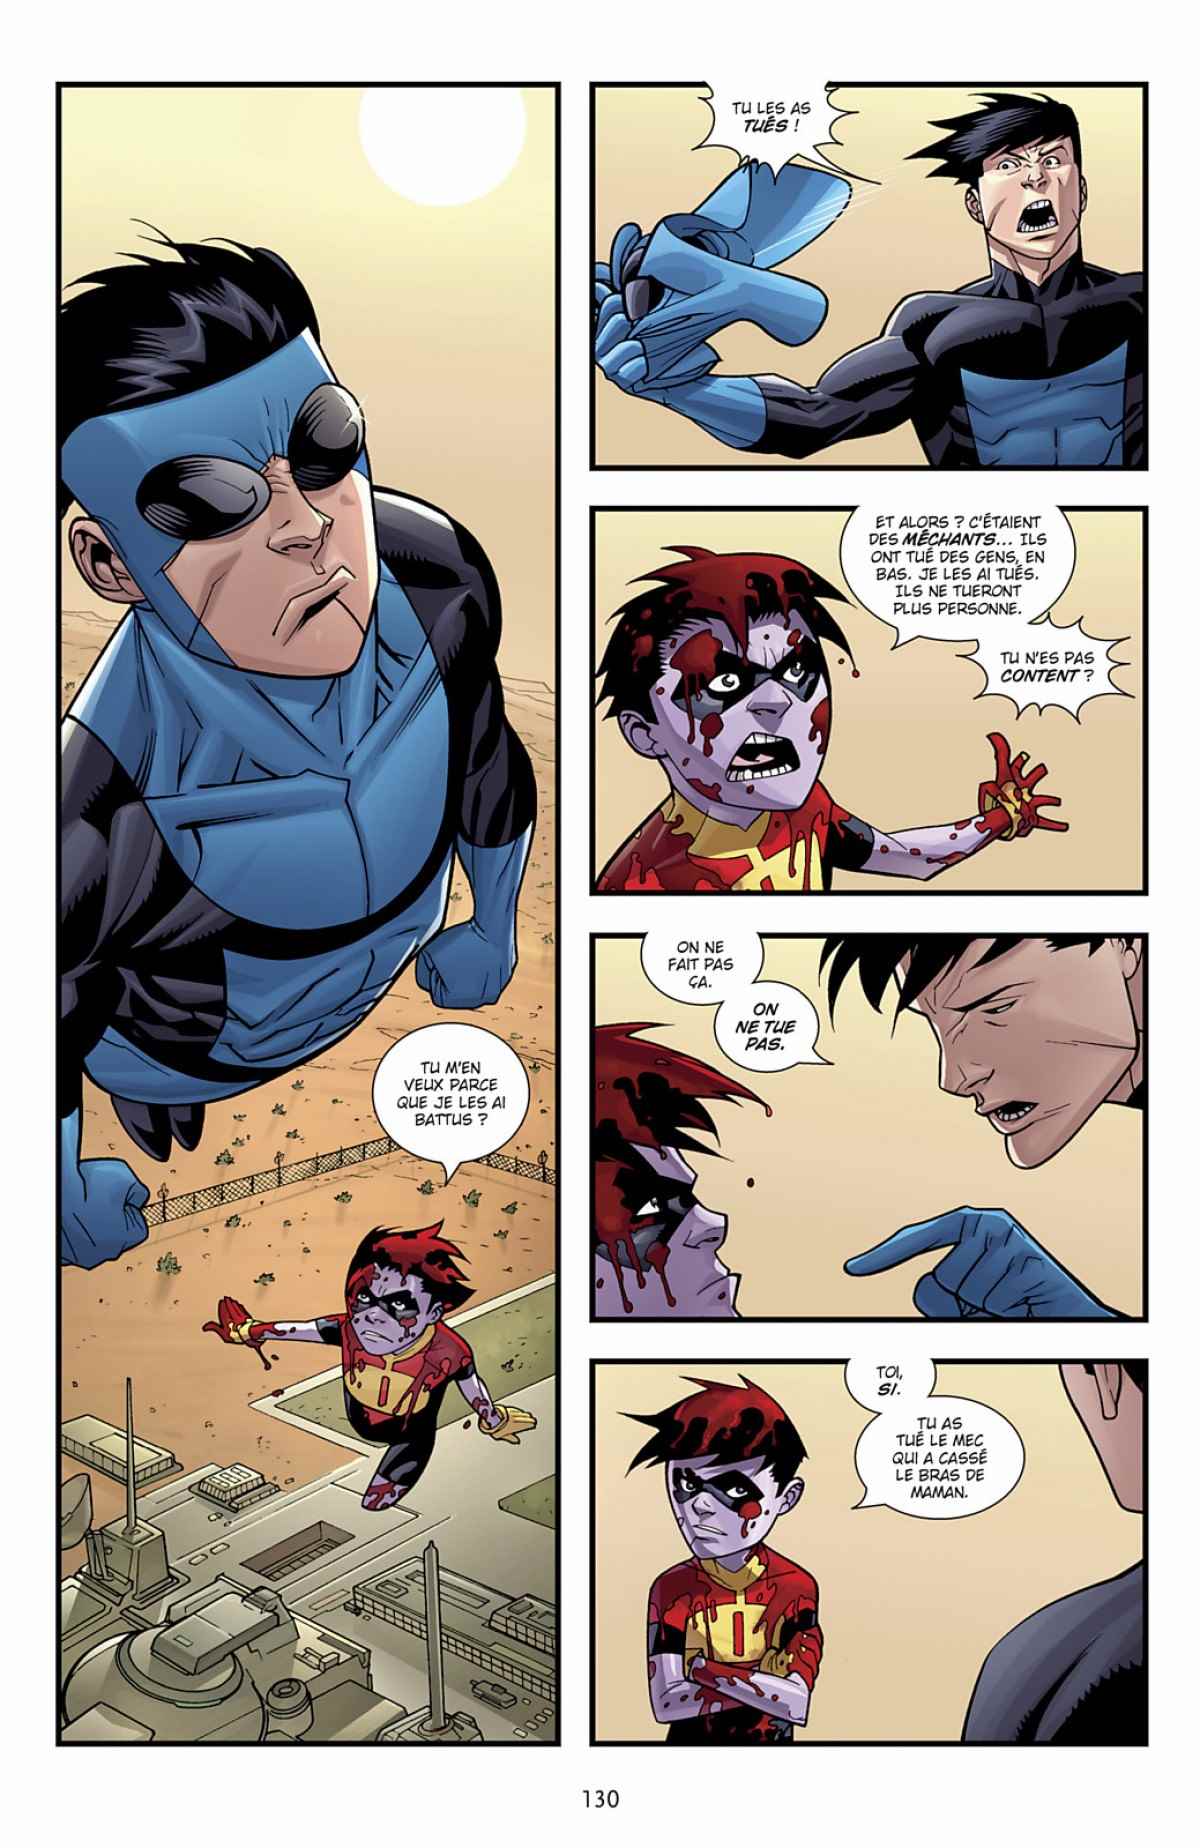 TU M'EN
VEUX PARCE
QUE JE LES AI
BATTUS ?
TU LES AS
TUÉS !
ET ALORS ? C'ÉTAIENT
DES MÉCHANTS... ILS
ONT TUÉ DES GENS, EN
BAS. JE LES AI TUÉS.
ILS NE TUERONT
PLUS PERSONNE.
TU N'ES PAS
CONTENT ?
ON NE
FAIT PAS
ÇA.
ON
NE TUE
PAS.
TOI,
SI.
TU AS
TUÉ LE MEC
QUI A CASSÉ
LE BRAS DE
MAMAN.
130